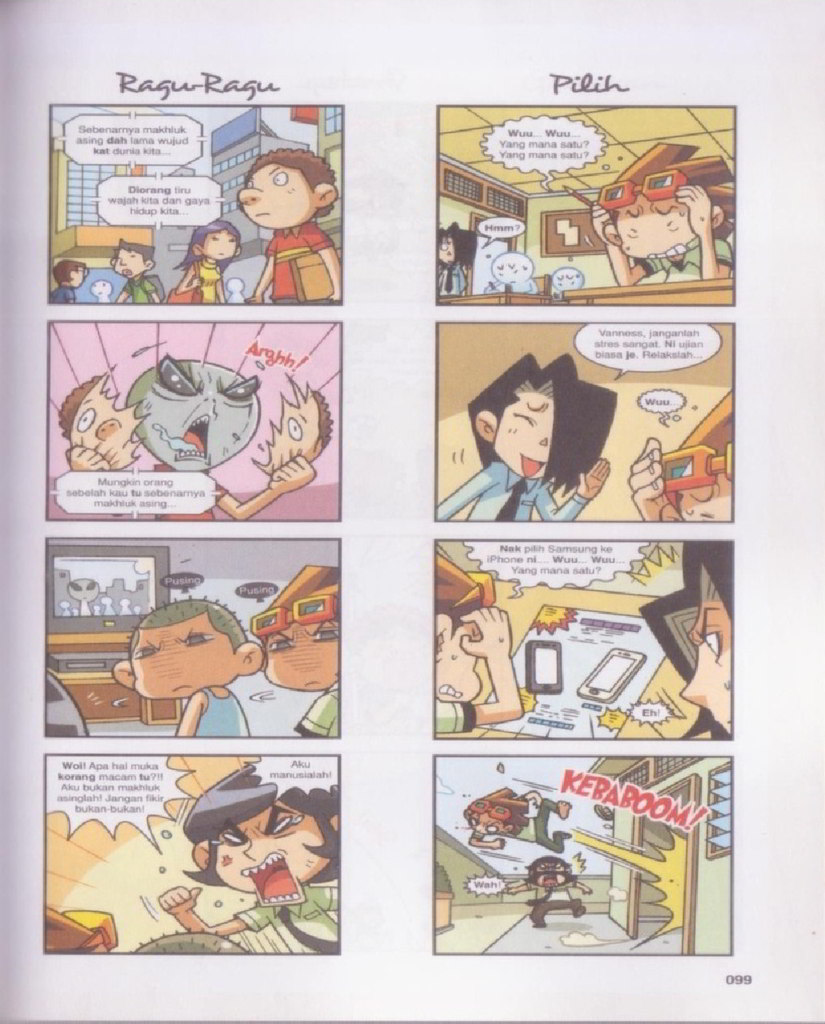 Ragu-Ragu
Sebenarnya makhluk
asing dah lama wujud
kat dunia kita...
Diorang tiru
wajah kita dan gaya
hidup kita...
Arghh!
Mungkin orang
sebelah kau tu sebenarnya
makhluk asing...
Pusing
Pusing
Woi! Apa hal muka
korang macam tu?!!
Aku bukan makhluk
asinglah! Jangan fikir
bukan-bukan!
Aku
manusialah!
Pilih
Wuu... Wuu...
Yang mana satu?
Yang mana satu?
Hmm?
Vanness, janganlah
stres sangat. Ni ujian
biasa je. Relakslah...
Wuu...
Nak pilih Samsung ke
iPhone ni.... Wuu... Wuu...
Yang mana satu?
Eh!
KEBABOOM!
Wah!
099